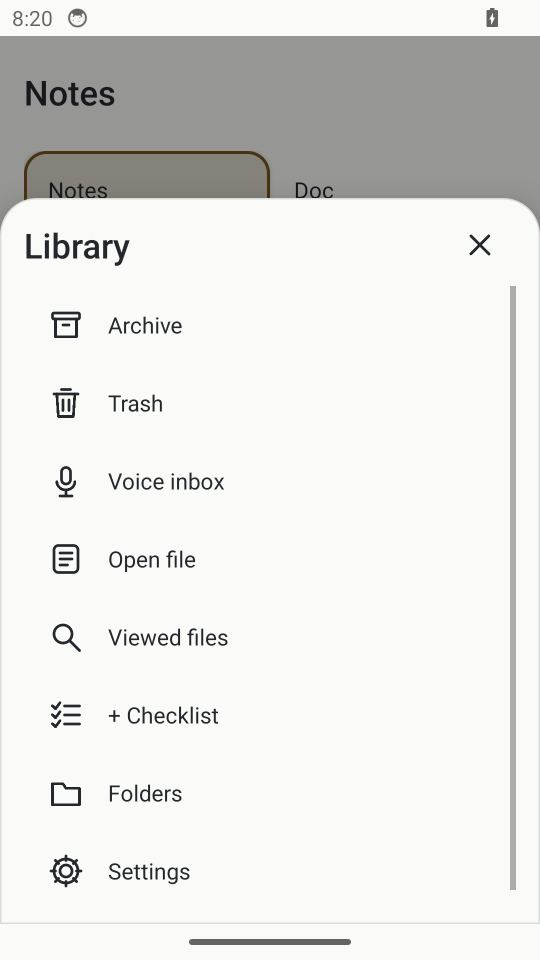 8:20
Notes
Notes
Doc
Library
Archive
Trash
Voice inbox
Open file
Viewed files
+ Checklist
Folders
Settings